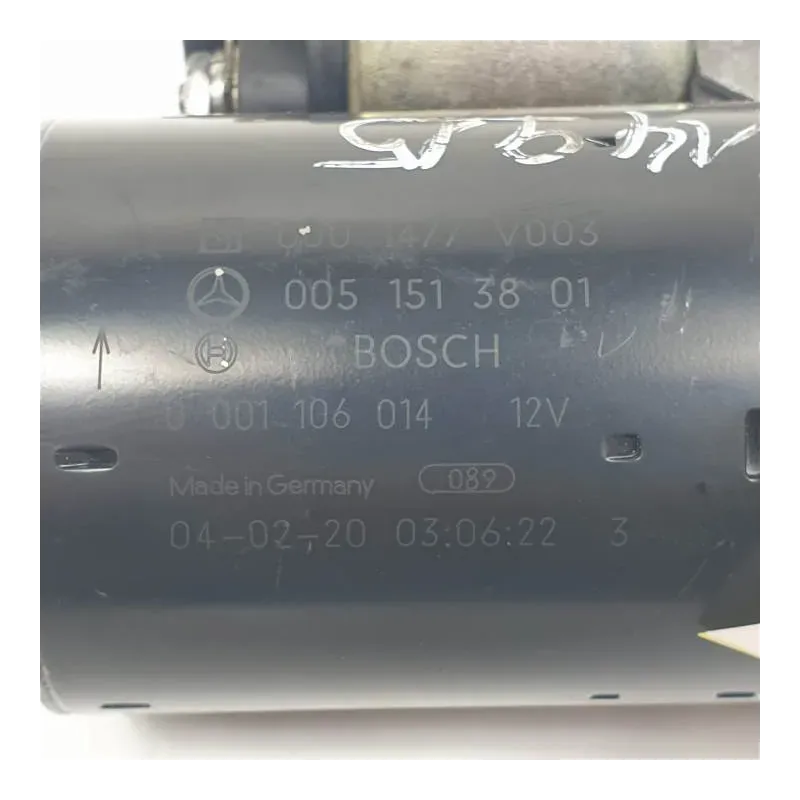 005 151 38 01
BOSCH
0 001 106 014 12V
Made in Germany 089
04-02-20 03:06:22 3